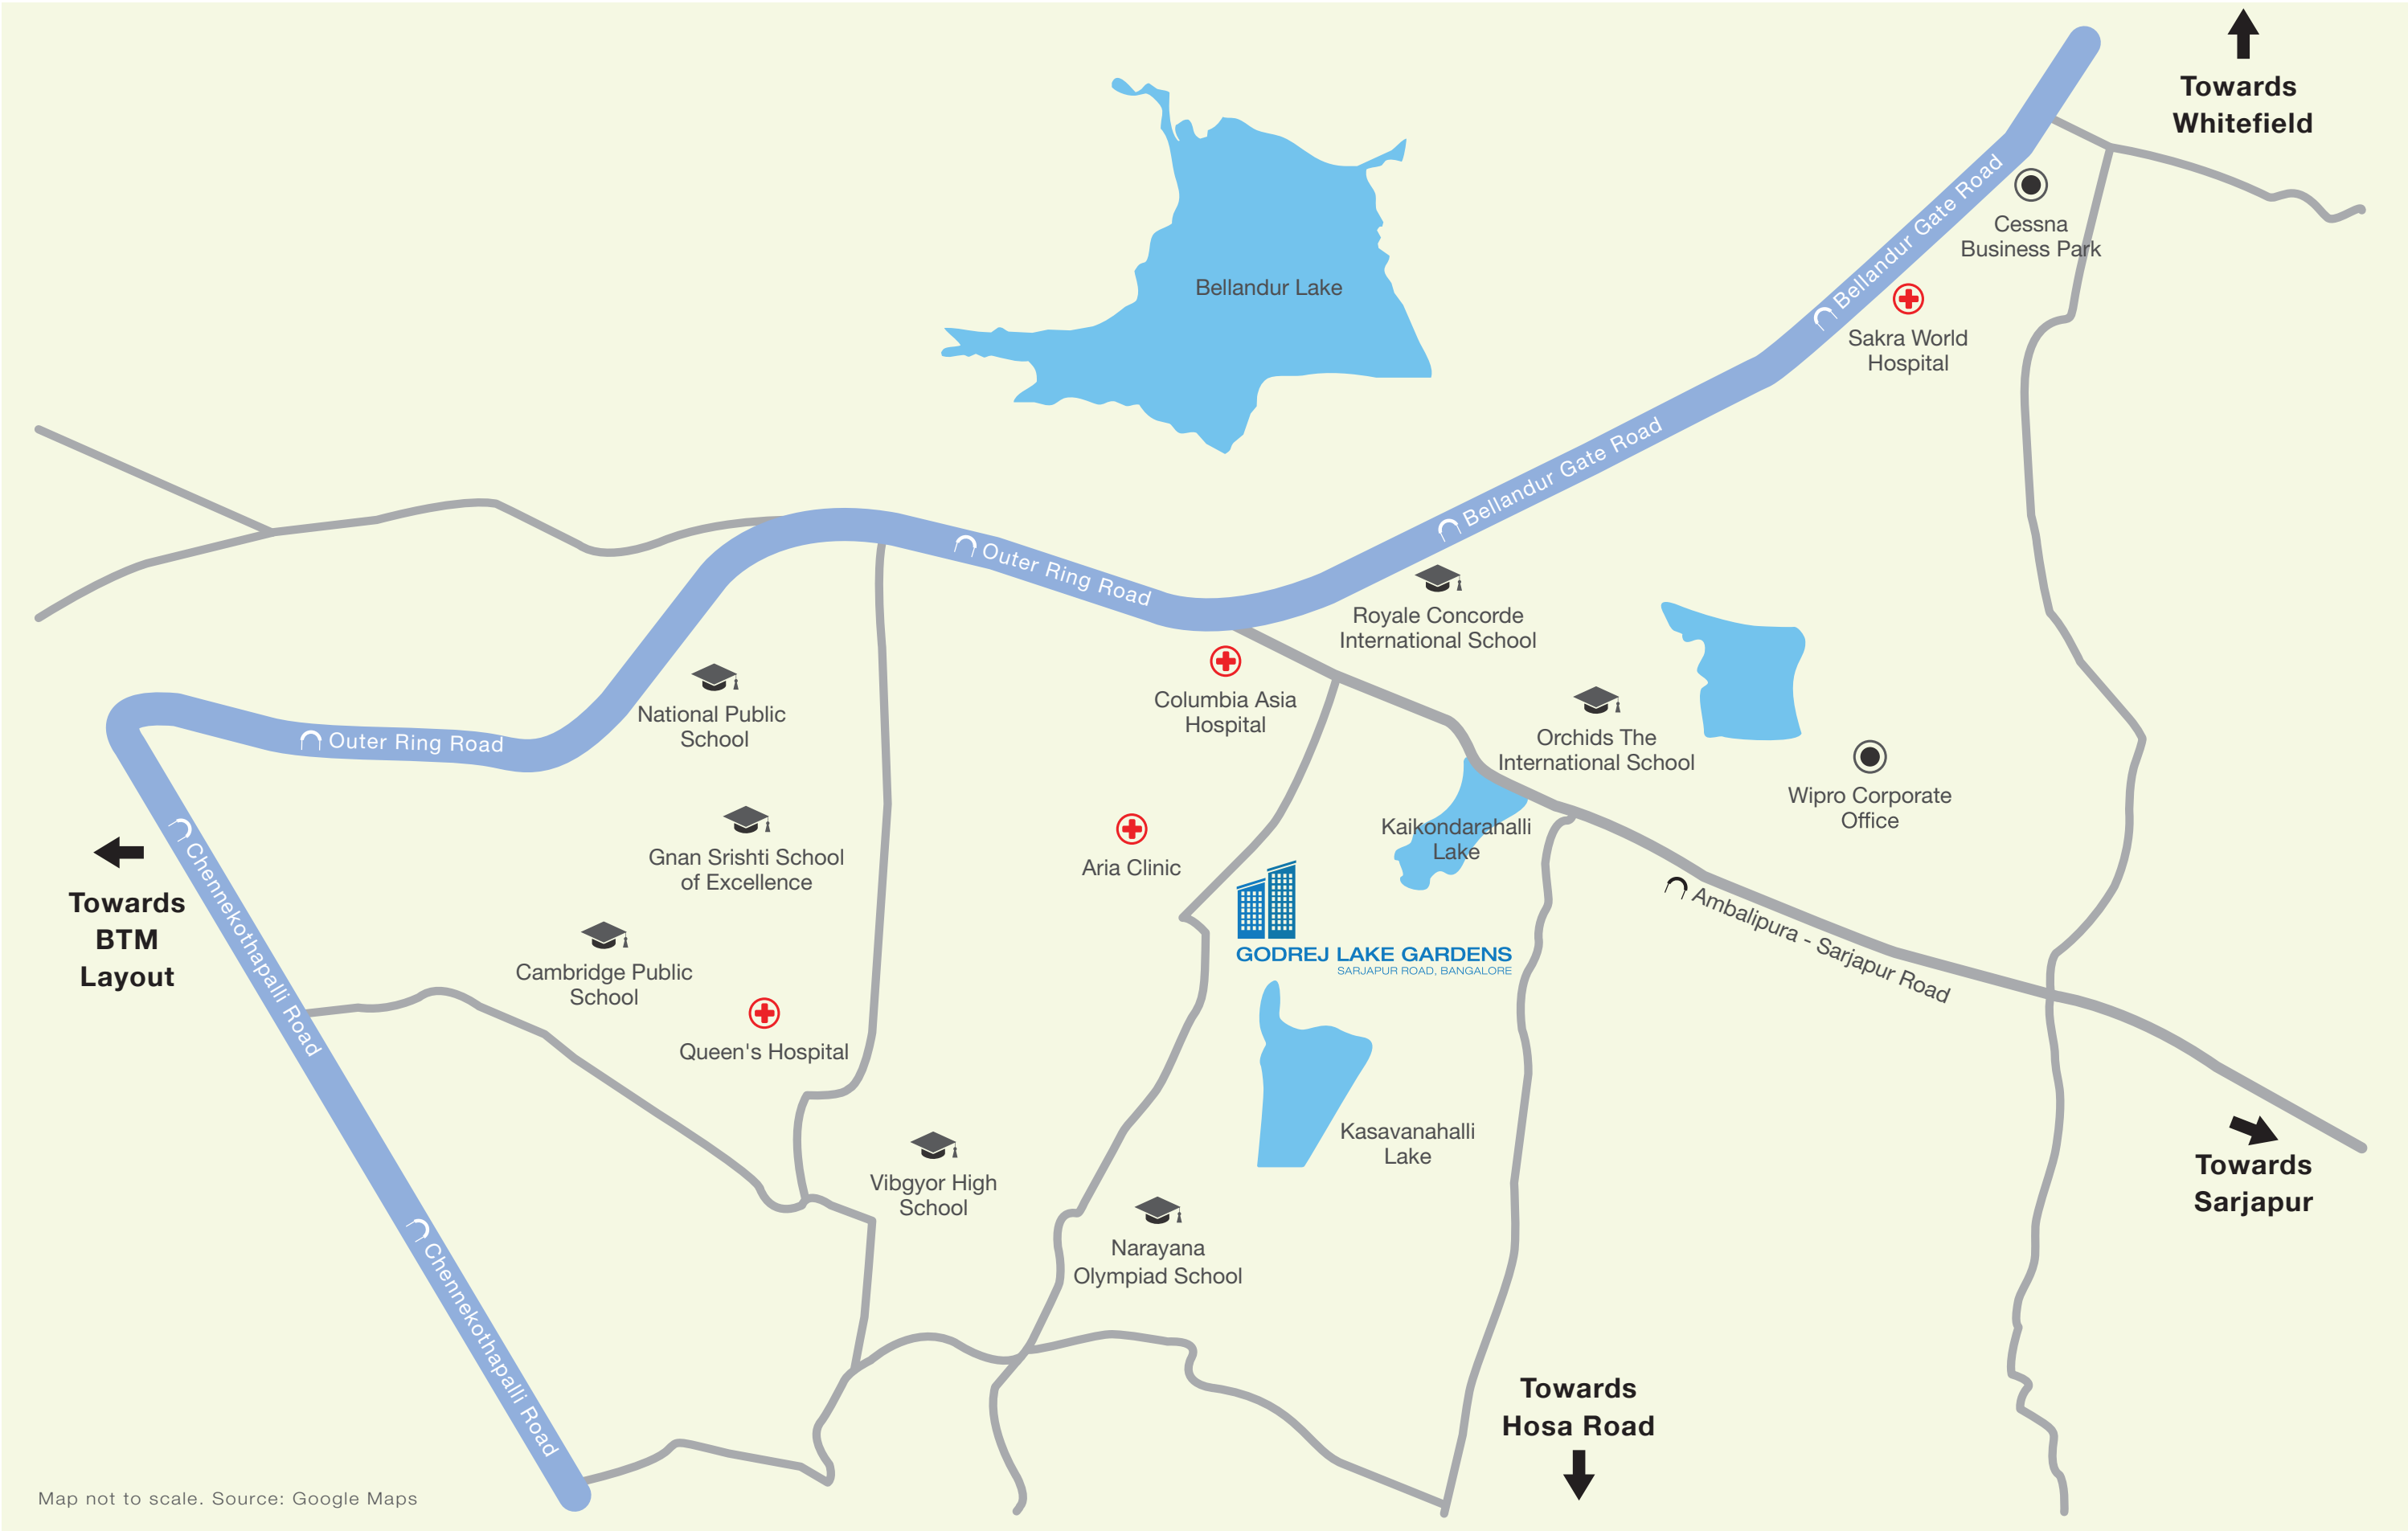 Towards
Whitefield
Bellandur Gate Road
Cessna
Business Park
Bellandur Lake
Sakra World
Hospital
Bellandur Gate Road
Outer Ring Road
Royale Concorde
International School
Columbia Asia
Hospital
National Public
School
Outer Ring Road
Orchids The
International School
Wipro Corporate
Office
Kaikondarahalli
Lake
Gnan Srishti School
of Excellence
Aria Clinic
Chennekothapalli Road
Towards
BTM
Layout
Ambalipura - Sarjapur Road
GODREJ LAKE GARDENS
SARJAPUR ROAD, BANGALORE
Cambridge Public
School
Queen's Hospital
Kasavanahalli
Lake
Towards
Sarjapur
Vibgyor High
School
Narayana
Olympiad School
Chennekothapalli Road
Towards
Hosa Road
Map not to scale. Source: Google Maps